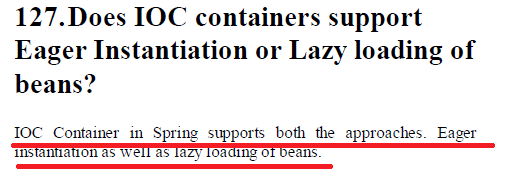 127.Does IOC containers support
Eager Instantiation or Lazy loading of
beans?
IOC Container in Spring supports both the approaches. Eager
instantiation as well as lazy loading of beans.